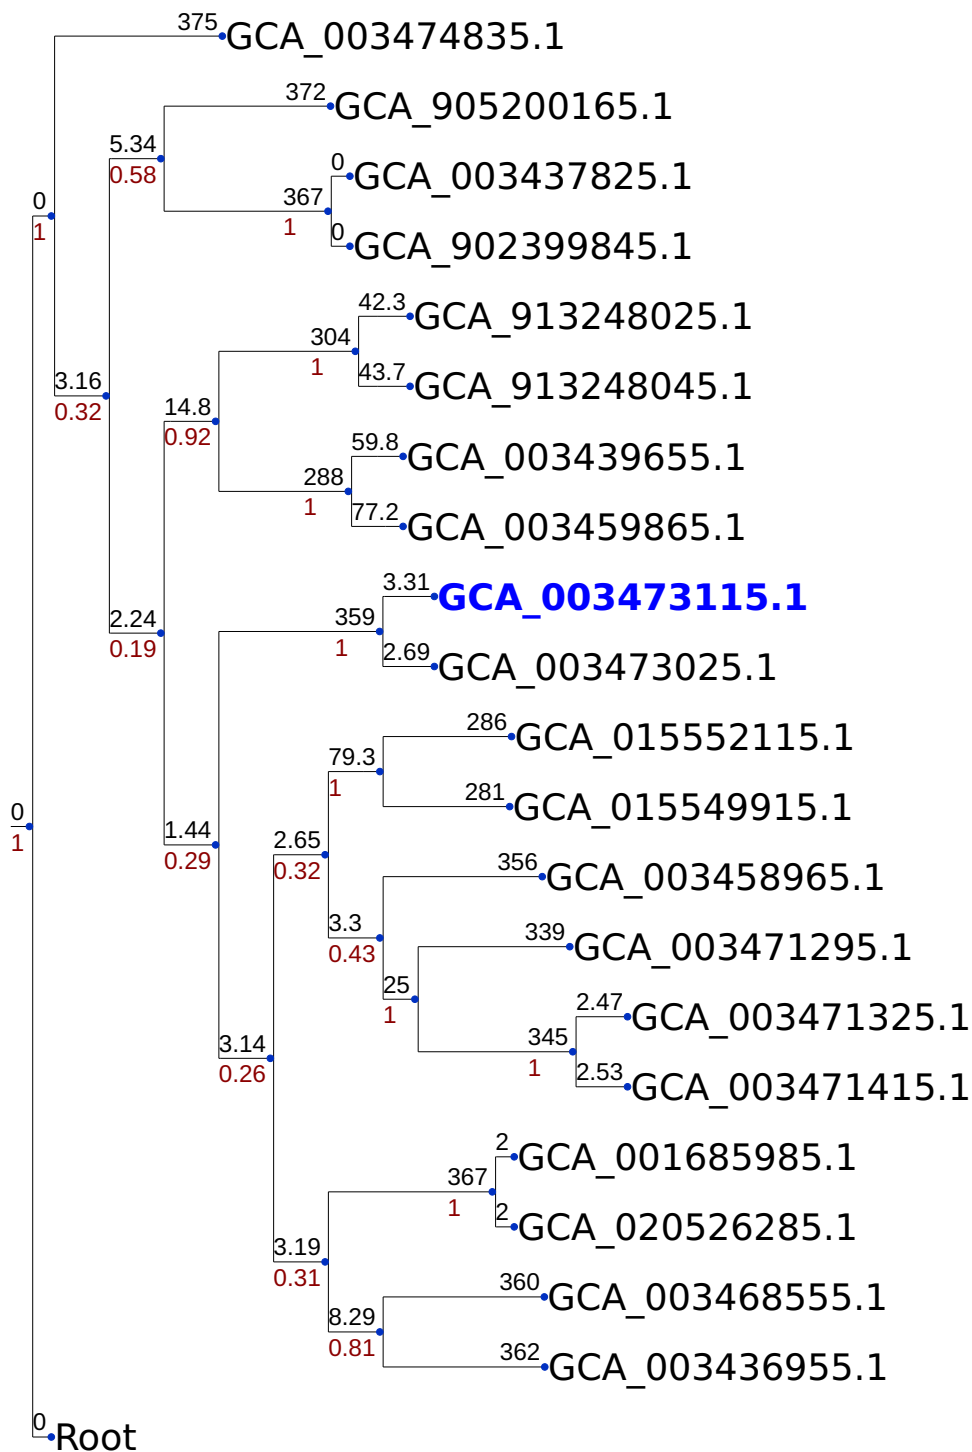 375
GCA_003474835.1
372
GCA_905200165.1
5.34
0.58
0
GCA_003437825.1
367
1
0
1
0
GCA_902399845.1
42.3
GCA_913248025.1
304
1
43.7
GCA_913248045.1
3.16
0.32
14.8
0.92
59.8
GCA_003439655.1
288
1
77.2
GCA_003459865.1
3.31
GCA_003473115.1
2.24
0.19
359
1
2.69
GCA_003473025.1
286
GCA_015552115.1
79.3
1
281
GCA_015549915.1
0
1
1.44
0.29
2.65
0.32
356
GCA_003458965.1
3.3
0.43
339
GCA_003471295.1
25
1
2.47
GCA_003471325.1
345
1
3.14
0.26
2.53
GCA_003471415.1
2
GCA_001685985.1
367
1
2
GCA_020526285.1
3.19
0.31
360
GCA_003468555.1
8.29
0.81
362
GCA_003436955.1
0
Root